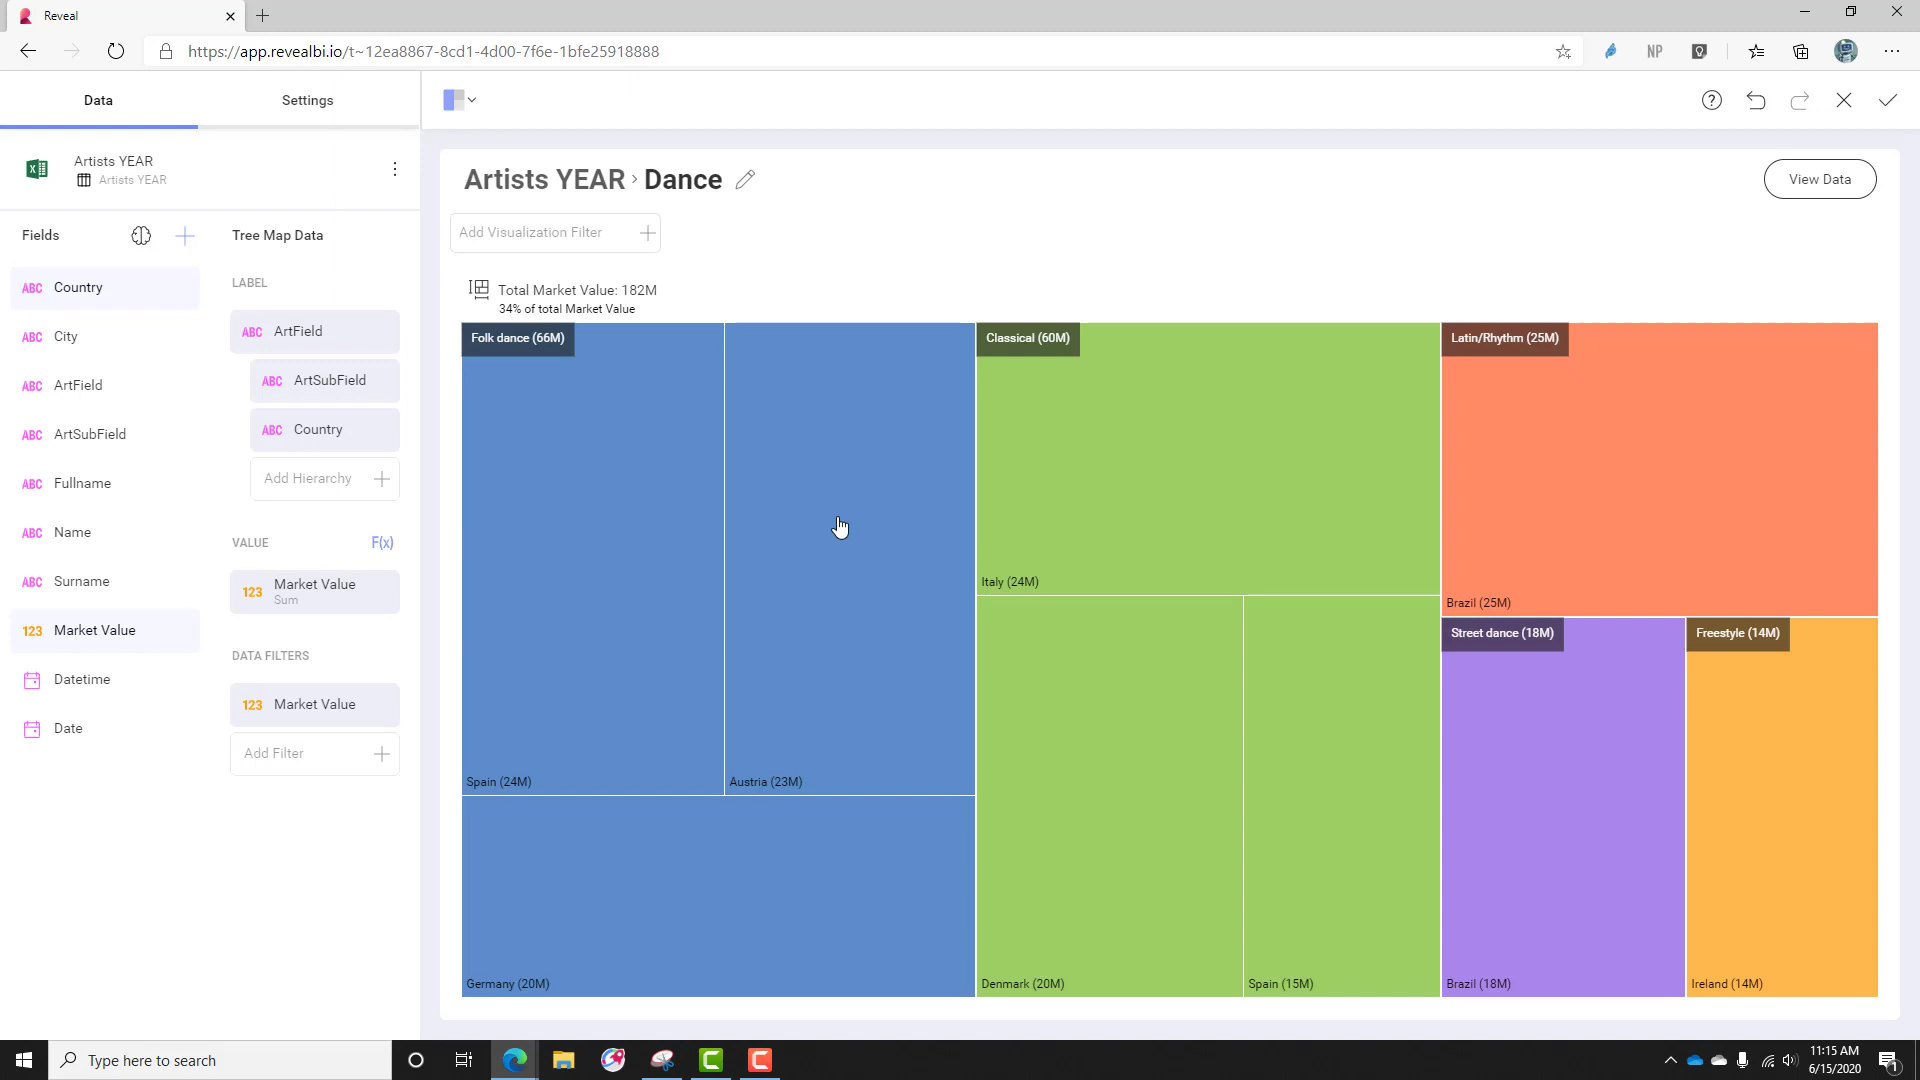 Reveal
https://app.revealbi.io/t~12ea8867-8cd1-4d00-7f6e-1bfe25918888
NP
Data
Settings
Artists YEAR
Artists YEAR
Fields
Tree Map Data
ABC Country
ABC City
ABC ArtField
ABC ArtSubField
ABC Fullname
ABC Name
ABC Surname
123 Market Value
Datetime
Date
LABEL
ABC ArtField
ABC ArtSubField
ABC Country
Add Hierarchy
VALUE F(x)
123 Market Value
Sum
DATA FILTERS
123 Market Value
Add Filter
Artists YEAR › Dance
View Data
Add Visualization Filter
Total Market Value: 182M
34% of total Market Value
Folk dance (66M)
Spain (24M)
Austria (23M)
Germany (20M)
Classical (60M)
Italy (24M)
Denmark (20M)
Spain (15M)
Latin/Rhythm (25M)
Brazil (25M)
Street dance (18M)
Brazil (18M)
Freestyle (14M)
Ireland (14M)
Type here to search
11:15 AM
6/15/2020
1